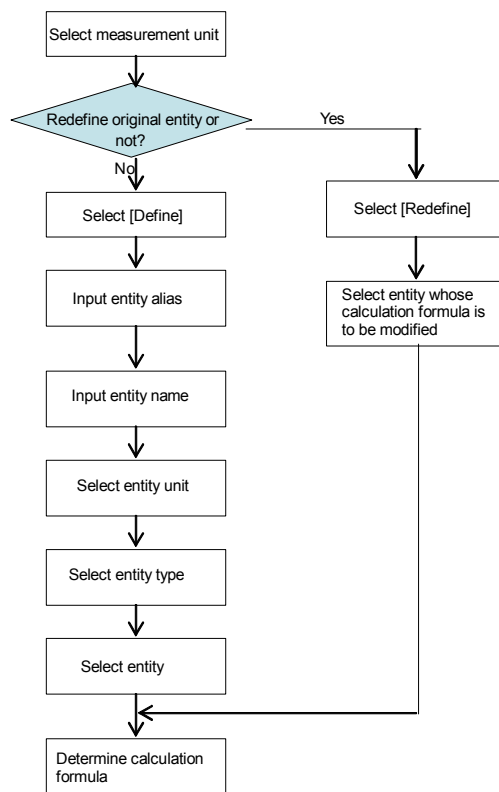 Select measurement unit
Redefine original entity or
not?
Yes
No
Select [Define]
Select [Redefine]
Input entity alias
Select entity whose
calculation formula is
to be modified
Input entity name
Select entity unit
Select entity type
Select entity
Determine calculation
formula